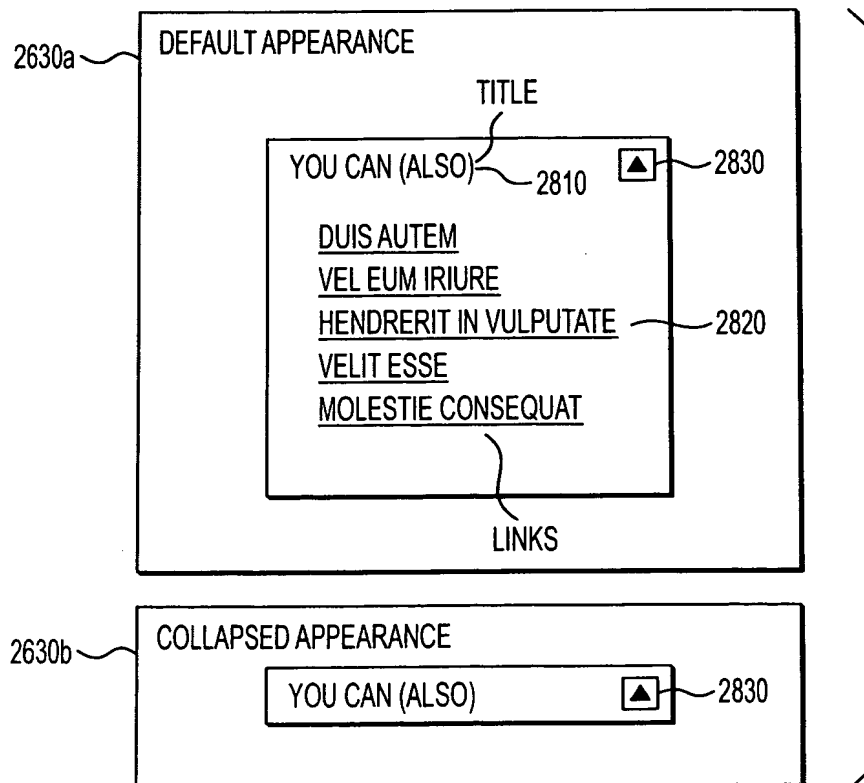 2630a
DEFAULT APPEARANCE
TITLE
YOU CAN (ALSO)
2810
▲ 2830
DUIS AUTEM
VEL EUM IRIURE
HENDRERIT IN VULPUTATE 2820
VELIT ESSE
MOLESTIE CONSEQUAT
LINKS
2630b
COLLAPSED APPEARANCE
YOU CAN (ALSO) ▲ 2830